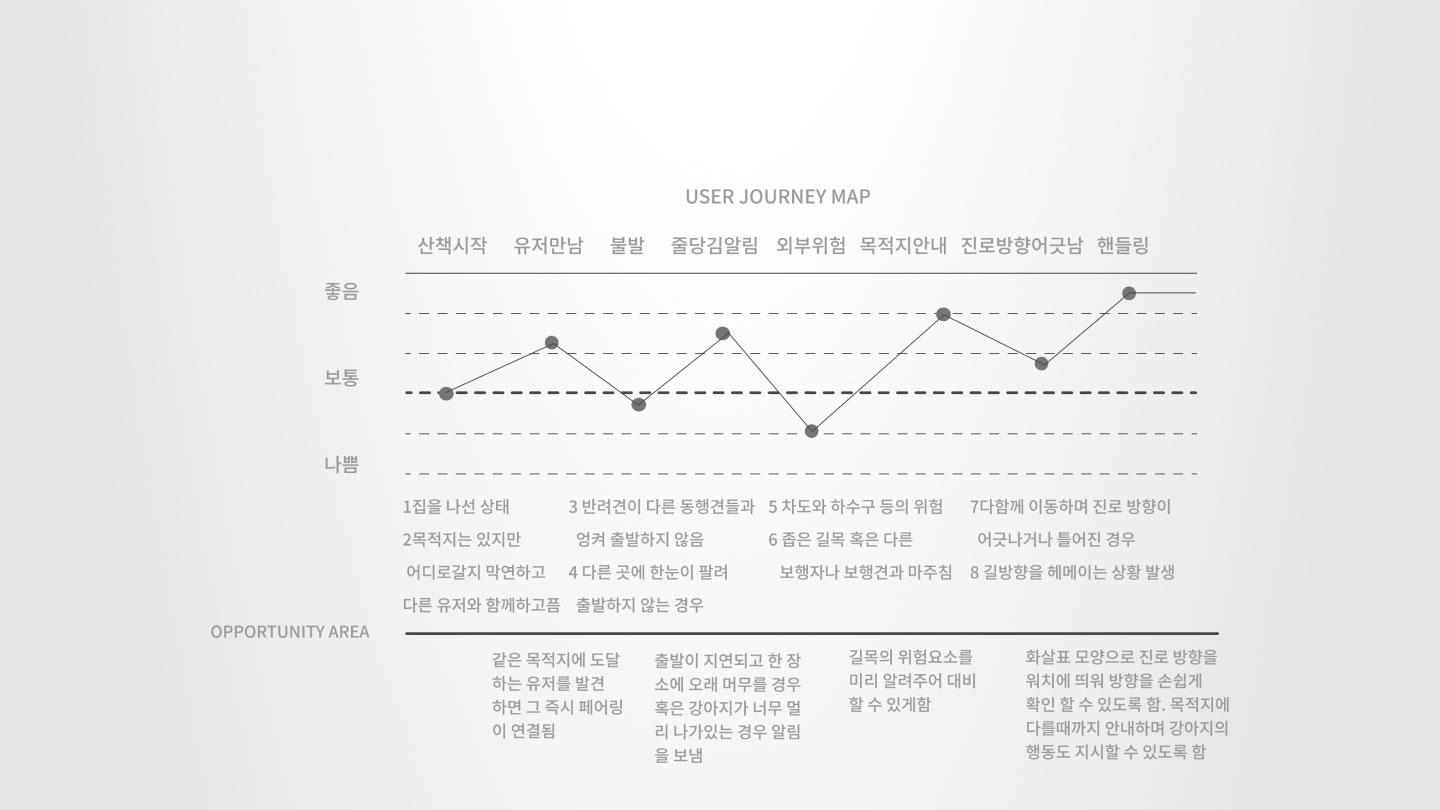 USER JOURNEY MAP
산책시작 유저만남 불발 줄당김알림 외부위험 목적지안내 진로방향어긋남 핸들링
좋음
보통
나쁨
1집을 나선 상태
2목적지는 있지만
어디로갈지 막연하고
다른 유저와 함께하고픔
3 반려견이 다른 동행견들과
엉켜 출발하지 않음
4 다른 곳에 한눈이 팔려
출발하지 않는 경우
5 차도와 하수구 등의 위험
6 좁은 길목 혹은 다른
보행자나 보행견과 마주침
7다함께 이동하며 진로 방향이
어긋나거나 틀어진 경우
8 길방향을 헤메이는 상황 발생
OPPORTUNITY AREA
같은 목적지에 도달
하는 유저를 발견
하면 그 즉시 페어링
이 연결됨
출발이 지연되고 한 장
소에 오래 머무를 경우
혹은 강아지가 너무 멀
리 나가있는 경우 알림
을 보냄
길목의 위험요소를
미리 알려주어 대비
할 수 있게함
화살표 모양으로 진로 방향을
워치에 띄워 방향을 손쉽게
확인 할 수 있도록 함. 목적지에
다를때까지 안내하며 강아지의
행동도 지시할 수 있도록 함